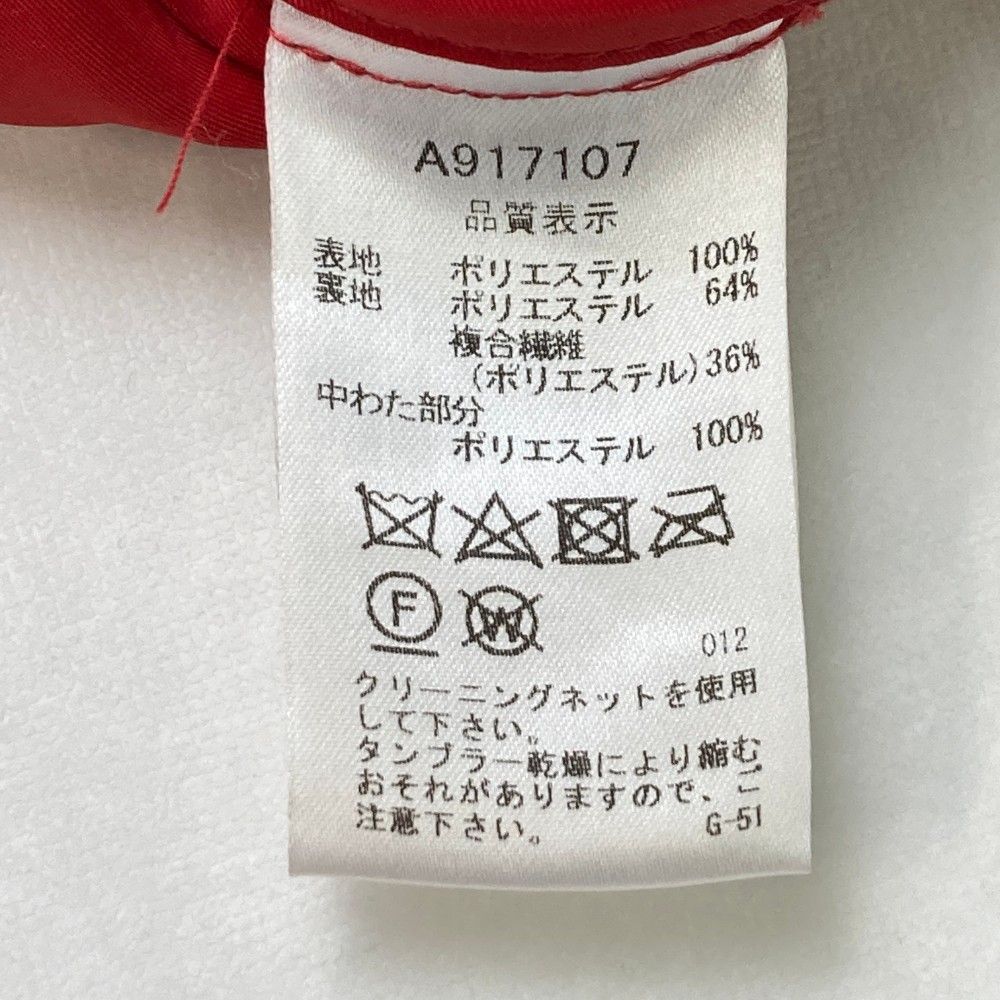 A917107
品質表示
表地 ポリエステル 100%
裏地 ポリエステル 64%
複合繊維
(ポリエステル)36%
中わた部分
ポリエステル 100%
F
W
012
クリーニングネットを使用
して下さい。
タンブラー乾燥により縮む
おそれがありますので、ご
注意下さい。 G-51